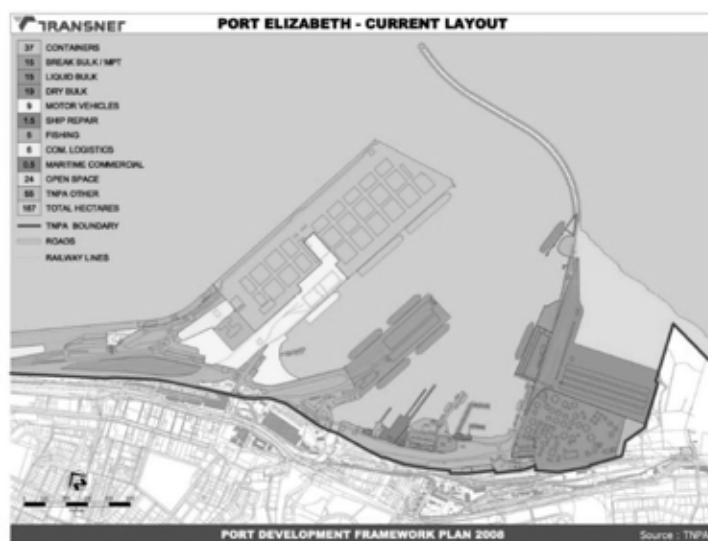 TRANSNET
PORT ELIZABETH - CURRENT LAYOUT
37 CONTAINERS
15 BREAK BULK / MPT
15 LIQUID BULK
19 DRY BULK
9 MOTOR VEHICLES
1.5 SHIP REPAIR
5 FISHING
6 COM. LOGISTICS
0.5 MARITIME COMMERCIAL
24 OPEN SPACE
55 TNPA OTHER
187 TOTAL HECTARES
TNPA BOUNDARY
ROADS
RAILWAY LINES
PORT DEVELOPMENT FRAMEWORK PLAN 2008
Source : TNPA